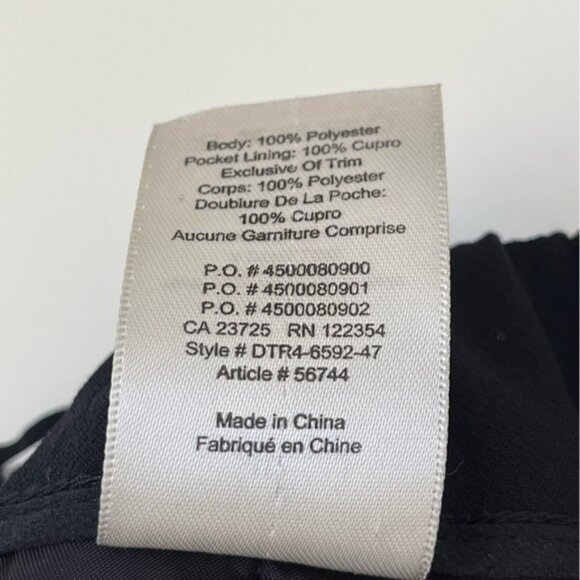 Body: 100% Polyester
Pocket Lining: 100% Cupro
Exclusive Of Trim
Corps: 100% Polyester
Doublure De La Poche:
100% Cupro
Aucune Garniture Comprise
P.O. # 4500080900
P.O. # 4500080901
P.O. # 4500080902
CA 23725 RN 122354
Style # DTR4-6592-47
Article # 56744
Made in China
Fabriqué en Chine